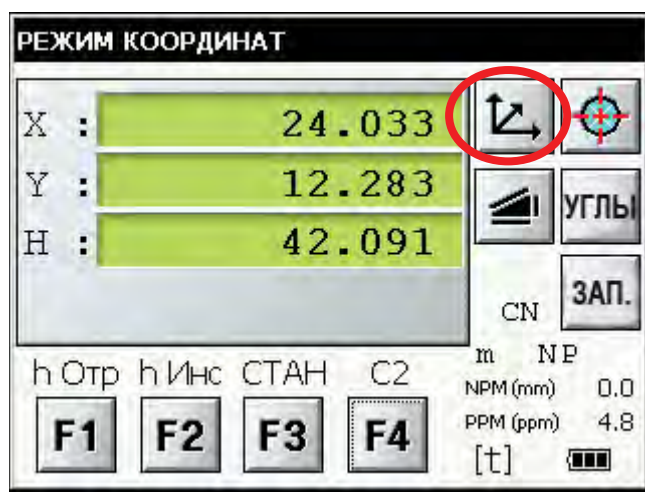 РЕЖИМ КООРДИНАТ
X : 24.033
Y : 12.283
H : 42.091
УГЛЫ
ЗАП.
CN
m NP
h Отр h Инс СТАН C2
NPM (mm) 0.0
F1 F2 F3 F4
PPM (ppm) 4.8
[t]